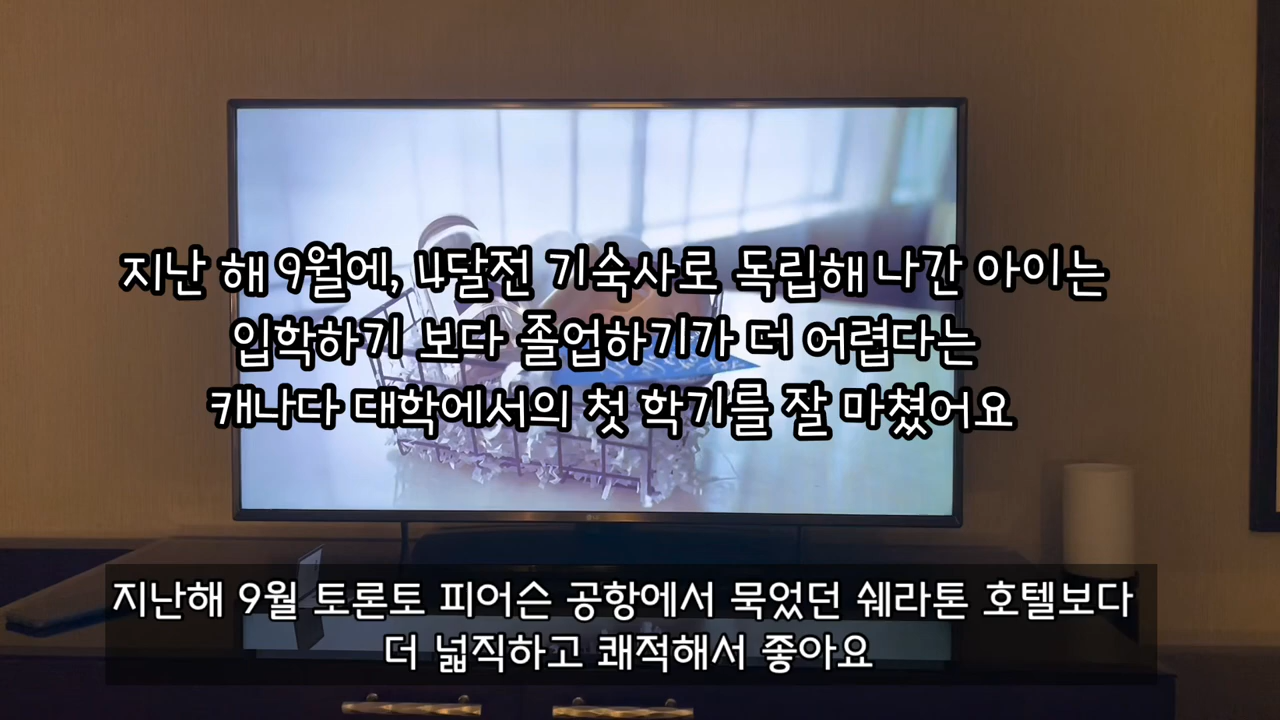 지난 해 9월에, 4달전 기숙사로 독립해 나간 아이는
입학하기 보다 졸업하기가 더 어렵다는
캐나다 대학에서의 첫 학기를 잘 마쳤어요
LG
지난해 9월 토론토 피어슨 공항에서 묵었던 쉐라톤 호텔보다
더 넓직하고 쾌적해서 좋아요